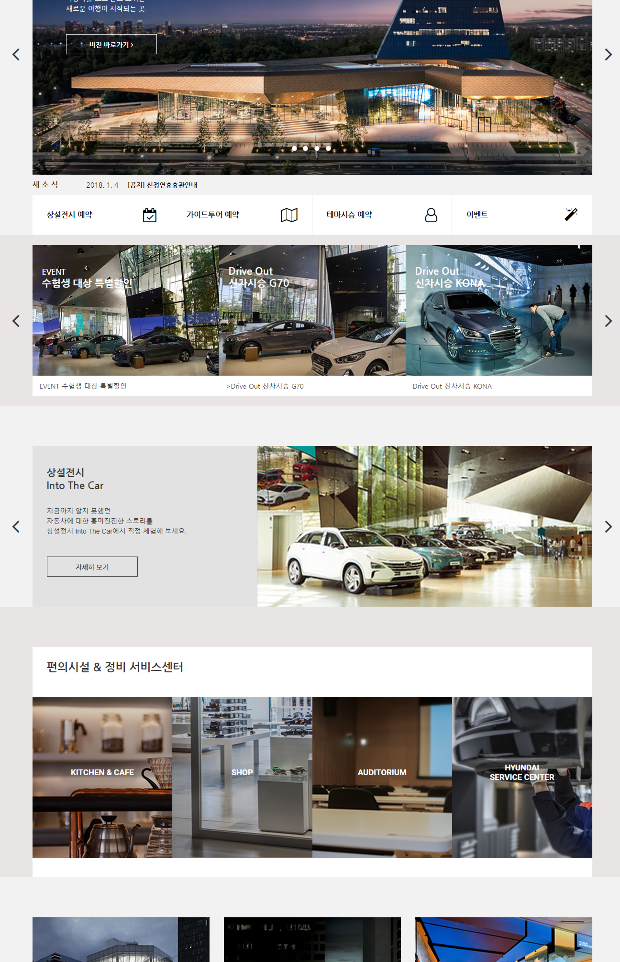 새로운 여행이 시작되는 곳
비전 바로가기 >
새 소 식 2018. 1. 4 [공지] 신정연휴휴관안내
상설전시 예약
가이드투어 예약
테마시승 예약
이벤트
EVENT
수험생 대상 특별할인
Drive Out
신차시승 G70
Drive Out
신차시승 KONA
EVENT 수험생 대상 특별할인
>Drive Out 신차시승 G70
Drive Out 신차시승 KONA
상설전시
Into The Car
지금까지 알지 못했던
자동차에 대한 흥미진진한 스토리를
상설전시 Into The Car에서 직접 체험해 보세요.
자세히 보기
편의시설 & 정비 서비스센터
KITCHEN & CAFE
SHOP
AUDITORIUM
HYUNDAI
SERVICE CENTER